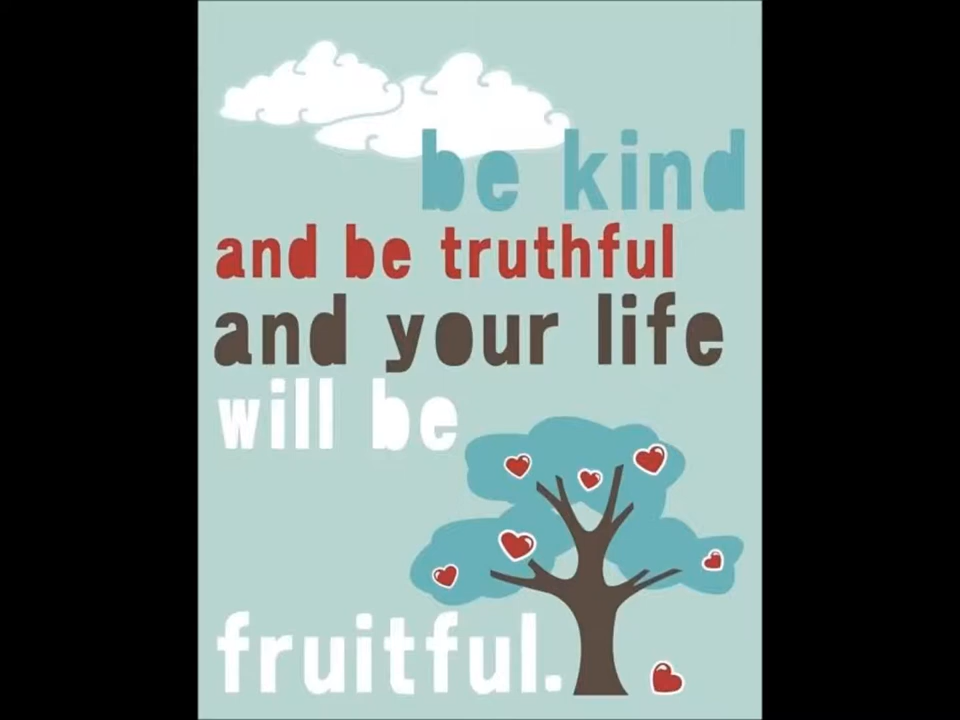 be kind
and be truthful
and your life
will be
fruitful.